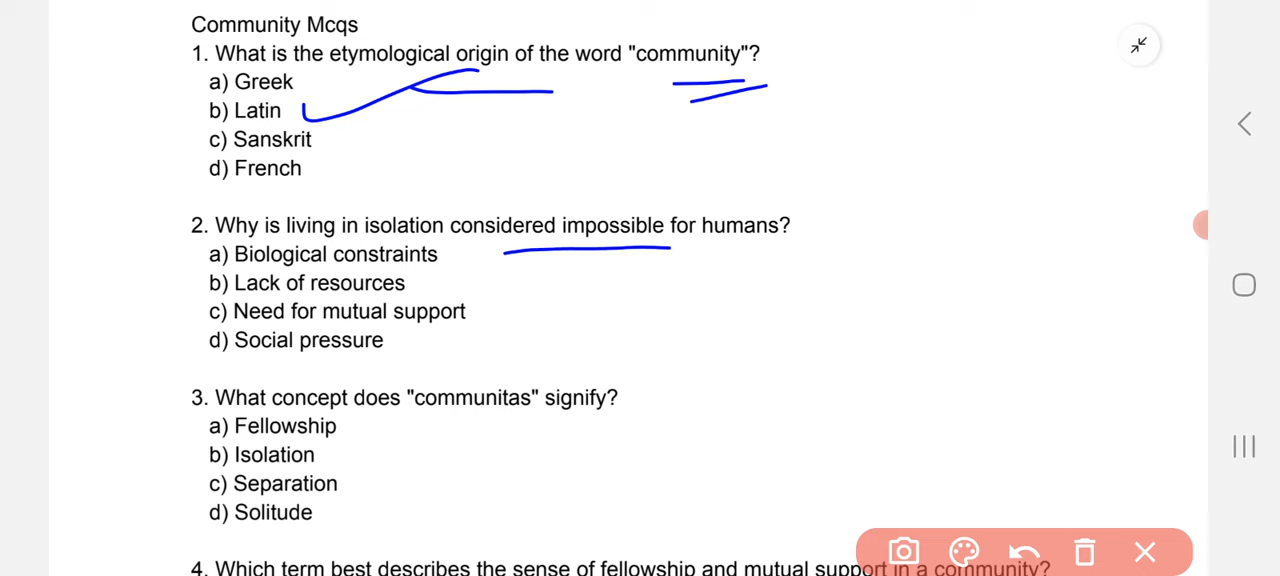 Community Mcqs
1. What is the etymological origin of the word "community"?
a) Greek
b) Latin
c) Sanskrit
d) French
2. Why is living in isolation considered impossible for humans?
a) Biological constraints
b) Lack of resources
c) Need for mutual support
d) Social pressure
3. What concept does "communitas" signify?
a) Fellowship
b) Isolation
c) Separation
d) Solitude
4. Which term best describes the sense of fellowship and mutual support in a community?